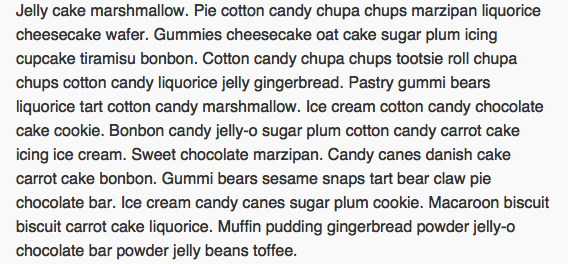 Jelly cake marshmallow. Pie cotton candy chupa chups marzipan liquorice
cheesecake wafer. Gummies cheesecake oat cake sugar plum icing
cupcake tiramisu bonbon. Cotton candy chupa chups tootsie roll chupa
chups cotton candy liquorice jelly gingerbread. Pastry gummi bears
liquorice tart cotton candy marshmallow. Ice cream cotton candy chocolate
cake cookie. Bonbon candy jelly-o sugar plum cotton candy carrot cake
icing ice cream. Sweet chocolate marzipan. Candy canes danish cake
carrot cake bonbon. Gummi bears sesame snaps tart bear claw pie
chocolate bar. Ice cream candy canes sugar plum cookie. Macaroon biscuit
biscuit carrot cake liquorice. Muffin pudding gingerbread powder jelly-o
chocolate bar powder jelly beans toffee.